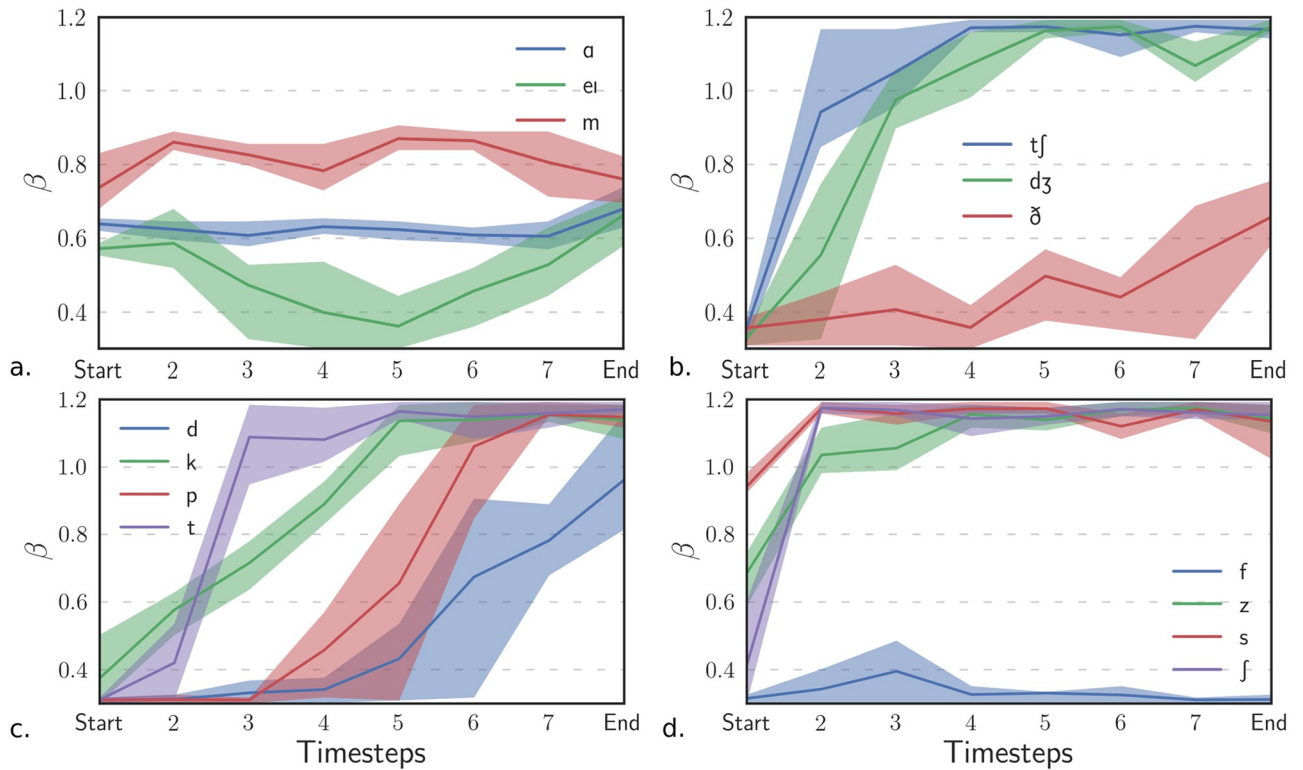 1.2
1.0
0.8
0.6
0.4
β
ɑ
eɪ
m
a.
Start 2 3 4 5 6 7 End
1.2
1.0
0.8
0.6
0.4
β
tʃ
dʒ
ð
b.
Start 2 3 4 5 6 7 End
1.2
1.0
0.8
0.6
0.4
β
d
k
p
t
c.
Start 2 3 4 5 6 7 End
Timesteps
1.2
1.0
0.8
0.6
0.4
β
f
z
s
ʃ
d.
Start 2 3 4 5 6 7 End
Timesteps